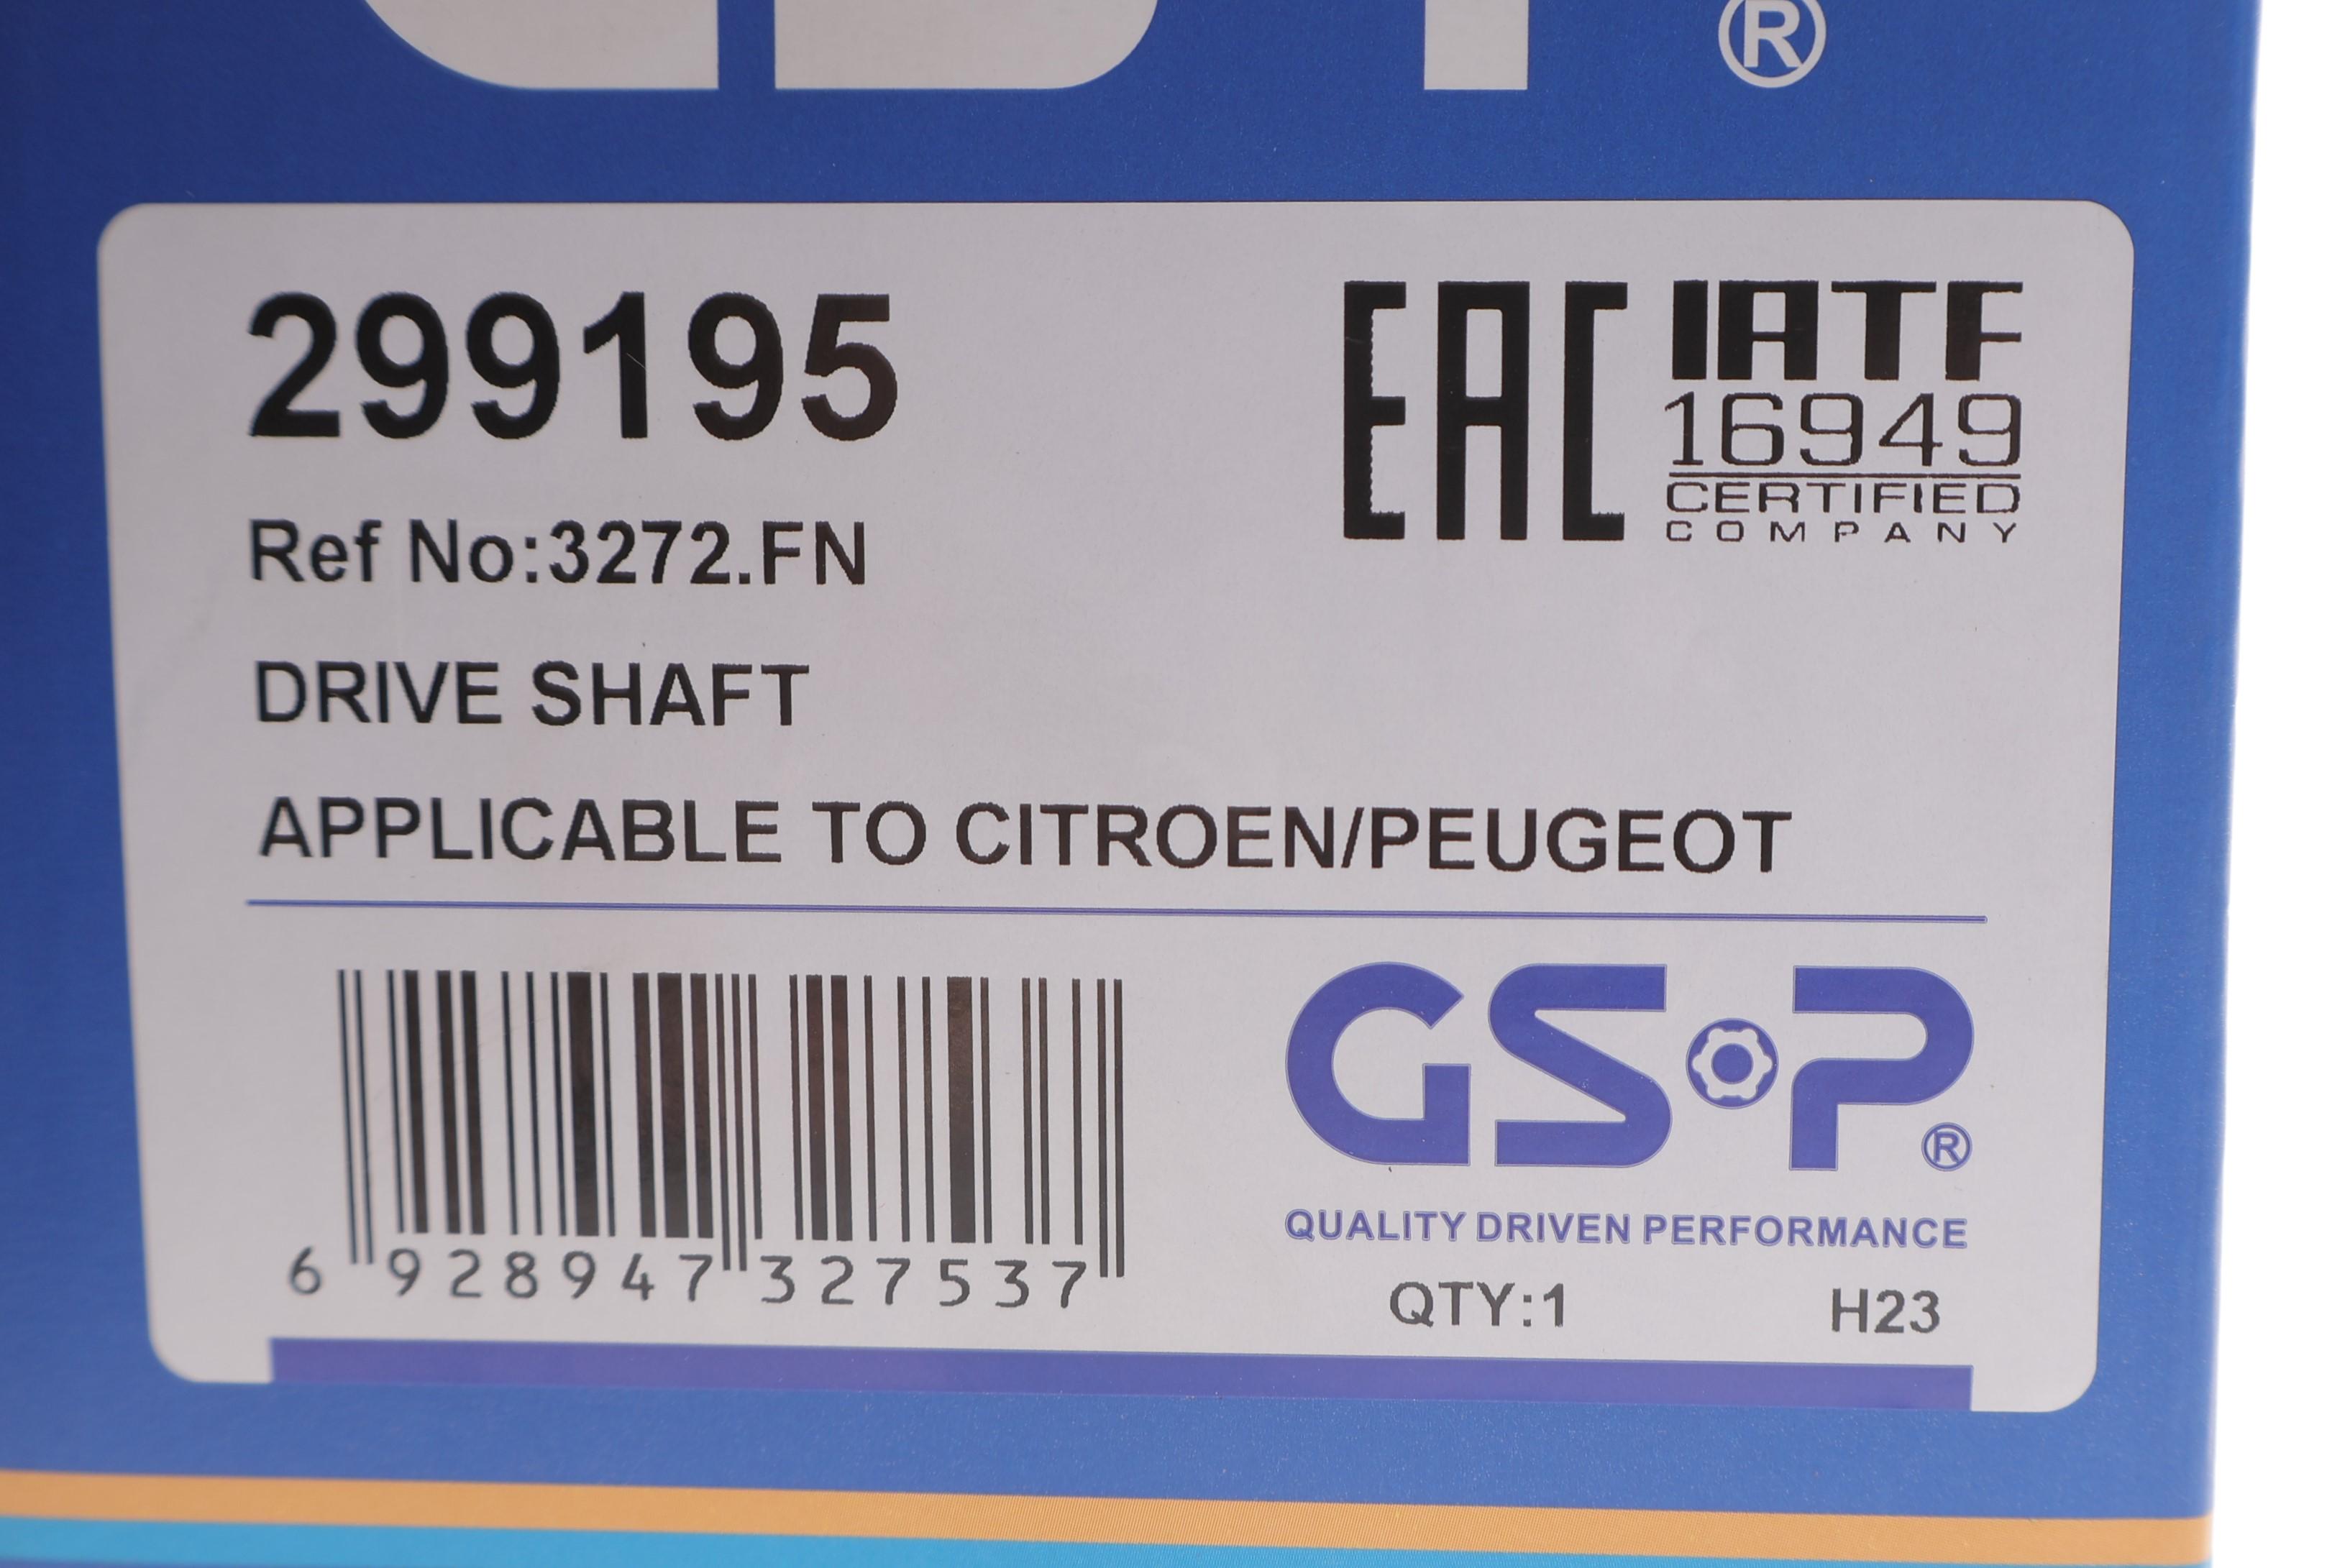 ®
299195
EAC
IATF
16949
CERTIFIED
COMPANY
Ref No:3272.FN
DRIVE SHAFT
APPLICABLE TO CITROEN/PEUGEOT
6 928947 327537
GSP®
QUALITY DRIVEN PERFORMANCE
QTY:1 H23